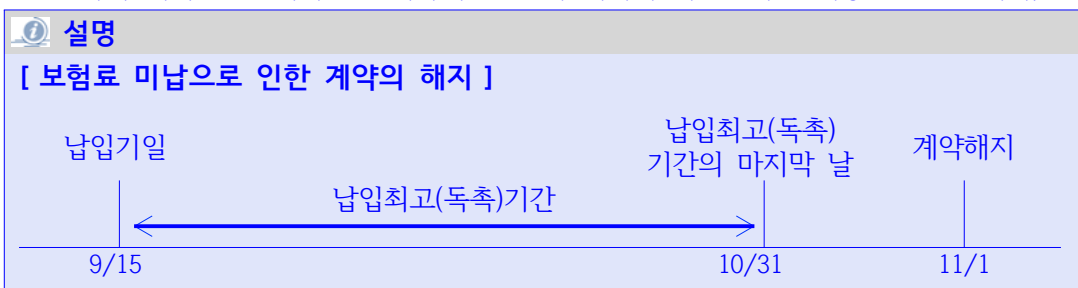 설명
[ 보험료 미납으로 인한 계약의 해지 ]
납입기일
납입최고(독촉)
기간의 마지막 날
계약해지
납입최고(독촉)기간
9/15
10/31
11/1